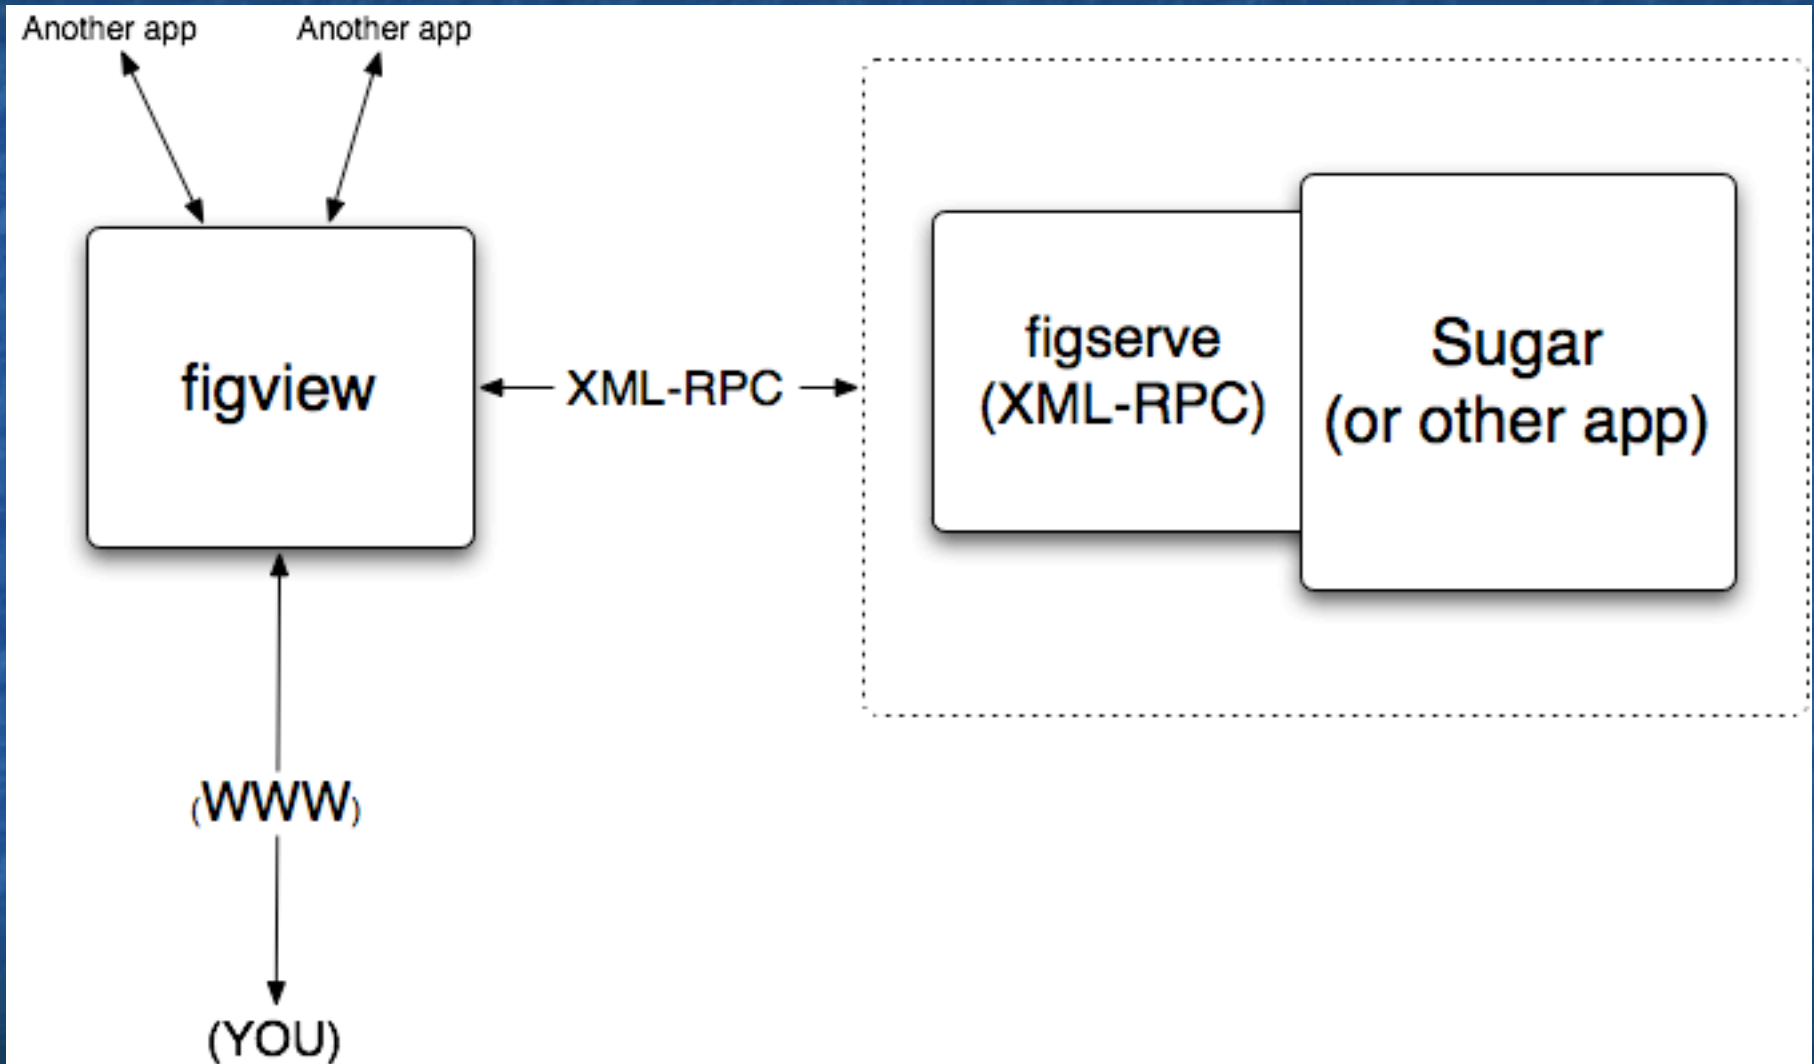 Another app
Another app
figview
XML-RPC
figserve
(XML-RPC)
Sugar
(or other app)
(WWW)
(YOU)